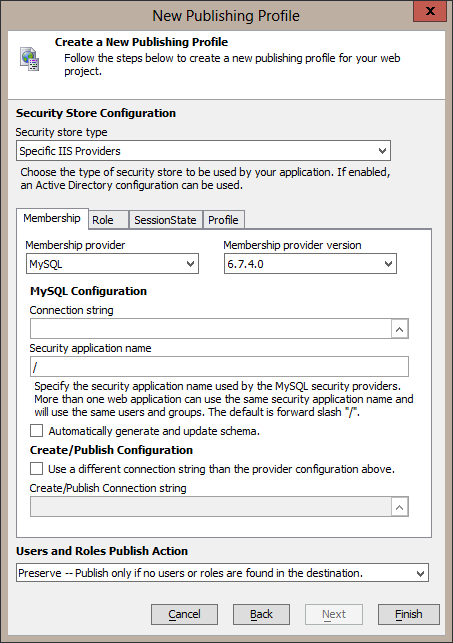 New Publishing Profile
x
Create a New Publishing Profile
Follow the steps below to create a new publishing profile for your web
project.
Security Store Configuration
Security store type
Specific IIS Providers
Choose the type of security store to be used by your application. If enabled,
an Active Directory configuration can be used.
Membership Role SessionState Profile
Membership provider Membership provider version
MySQL 6.7.4.0
MySQL Configuration
Connection string
Security application name
/
Specify the security application name used by the MySQL security providers.
More than one web application can use the same security application name and
will use the same users and groups. The default is forward slash "/".
Automatically generate and update schema.
Create/Publish Configuration
Use a different connection string than the provider configuration above.
Create/Publish Connection string
Users and Roles Publish Action
Preserve -- Publish only if no users or roles are found in the destination.
Cancel Back Next Finish